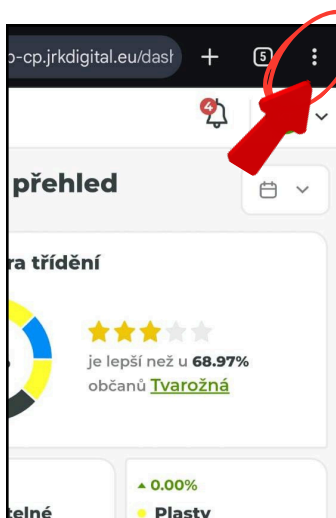 o-cp.jrkdigital.eu/dash
+ 5
4
přehled
ra třídění
je lepší než u 68.97%
občanů Tvarožná
0.00%
telné
Plasty